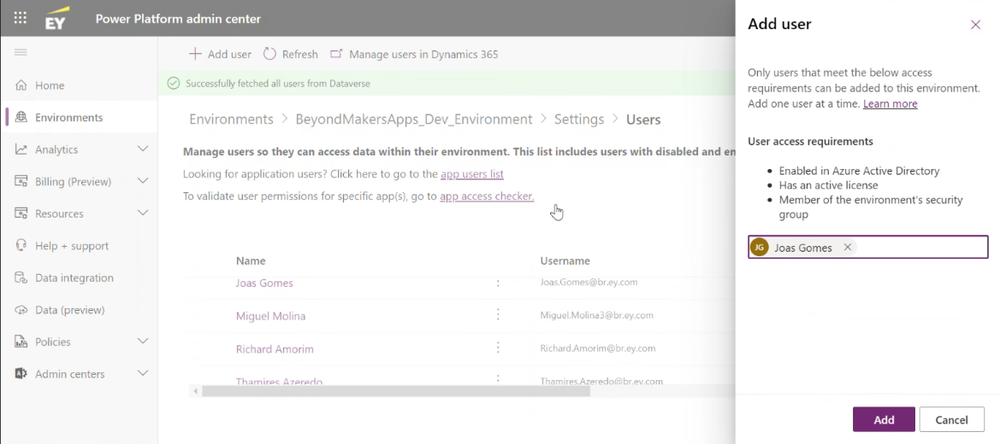 EY
Power Platform admin center
Home
Environments
Analytics
Billing (Preview)
Resources
Help + support
Data integration
Data (preview)
Policies
Admin centers
Add user
Refresh
Manage users in Dynamics 365
Successfully fetched all users from Dataverse
Environments > BeyondMakersApps_Dev_Environment > Settings > Users
Manage users so they can access data within their environment. This list includes users with disabled and en
Looking for application users? Click here to go to the app users list
To validate user permissions for specific app(s), go to app access checker.
Name Username
Joas Gomes Joas.Gomes@br.ey.com
Miguel Molina Miguel.Molina3@br.ey.com
Richard Amorim Richard.Amorim@br.ey.com
Thamires Azeredo Thamires.Azeredo@br.ey.com
Add user
Only users that meet the below access
requirements can be added to this environment.
Add one user at a time. Learn more
User access requirements
Enabled in Azure Active Directory
Has an active license
Member of the environment's security
group
JG Joas Gomes
Add Cancel